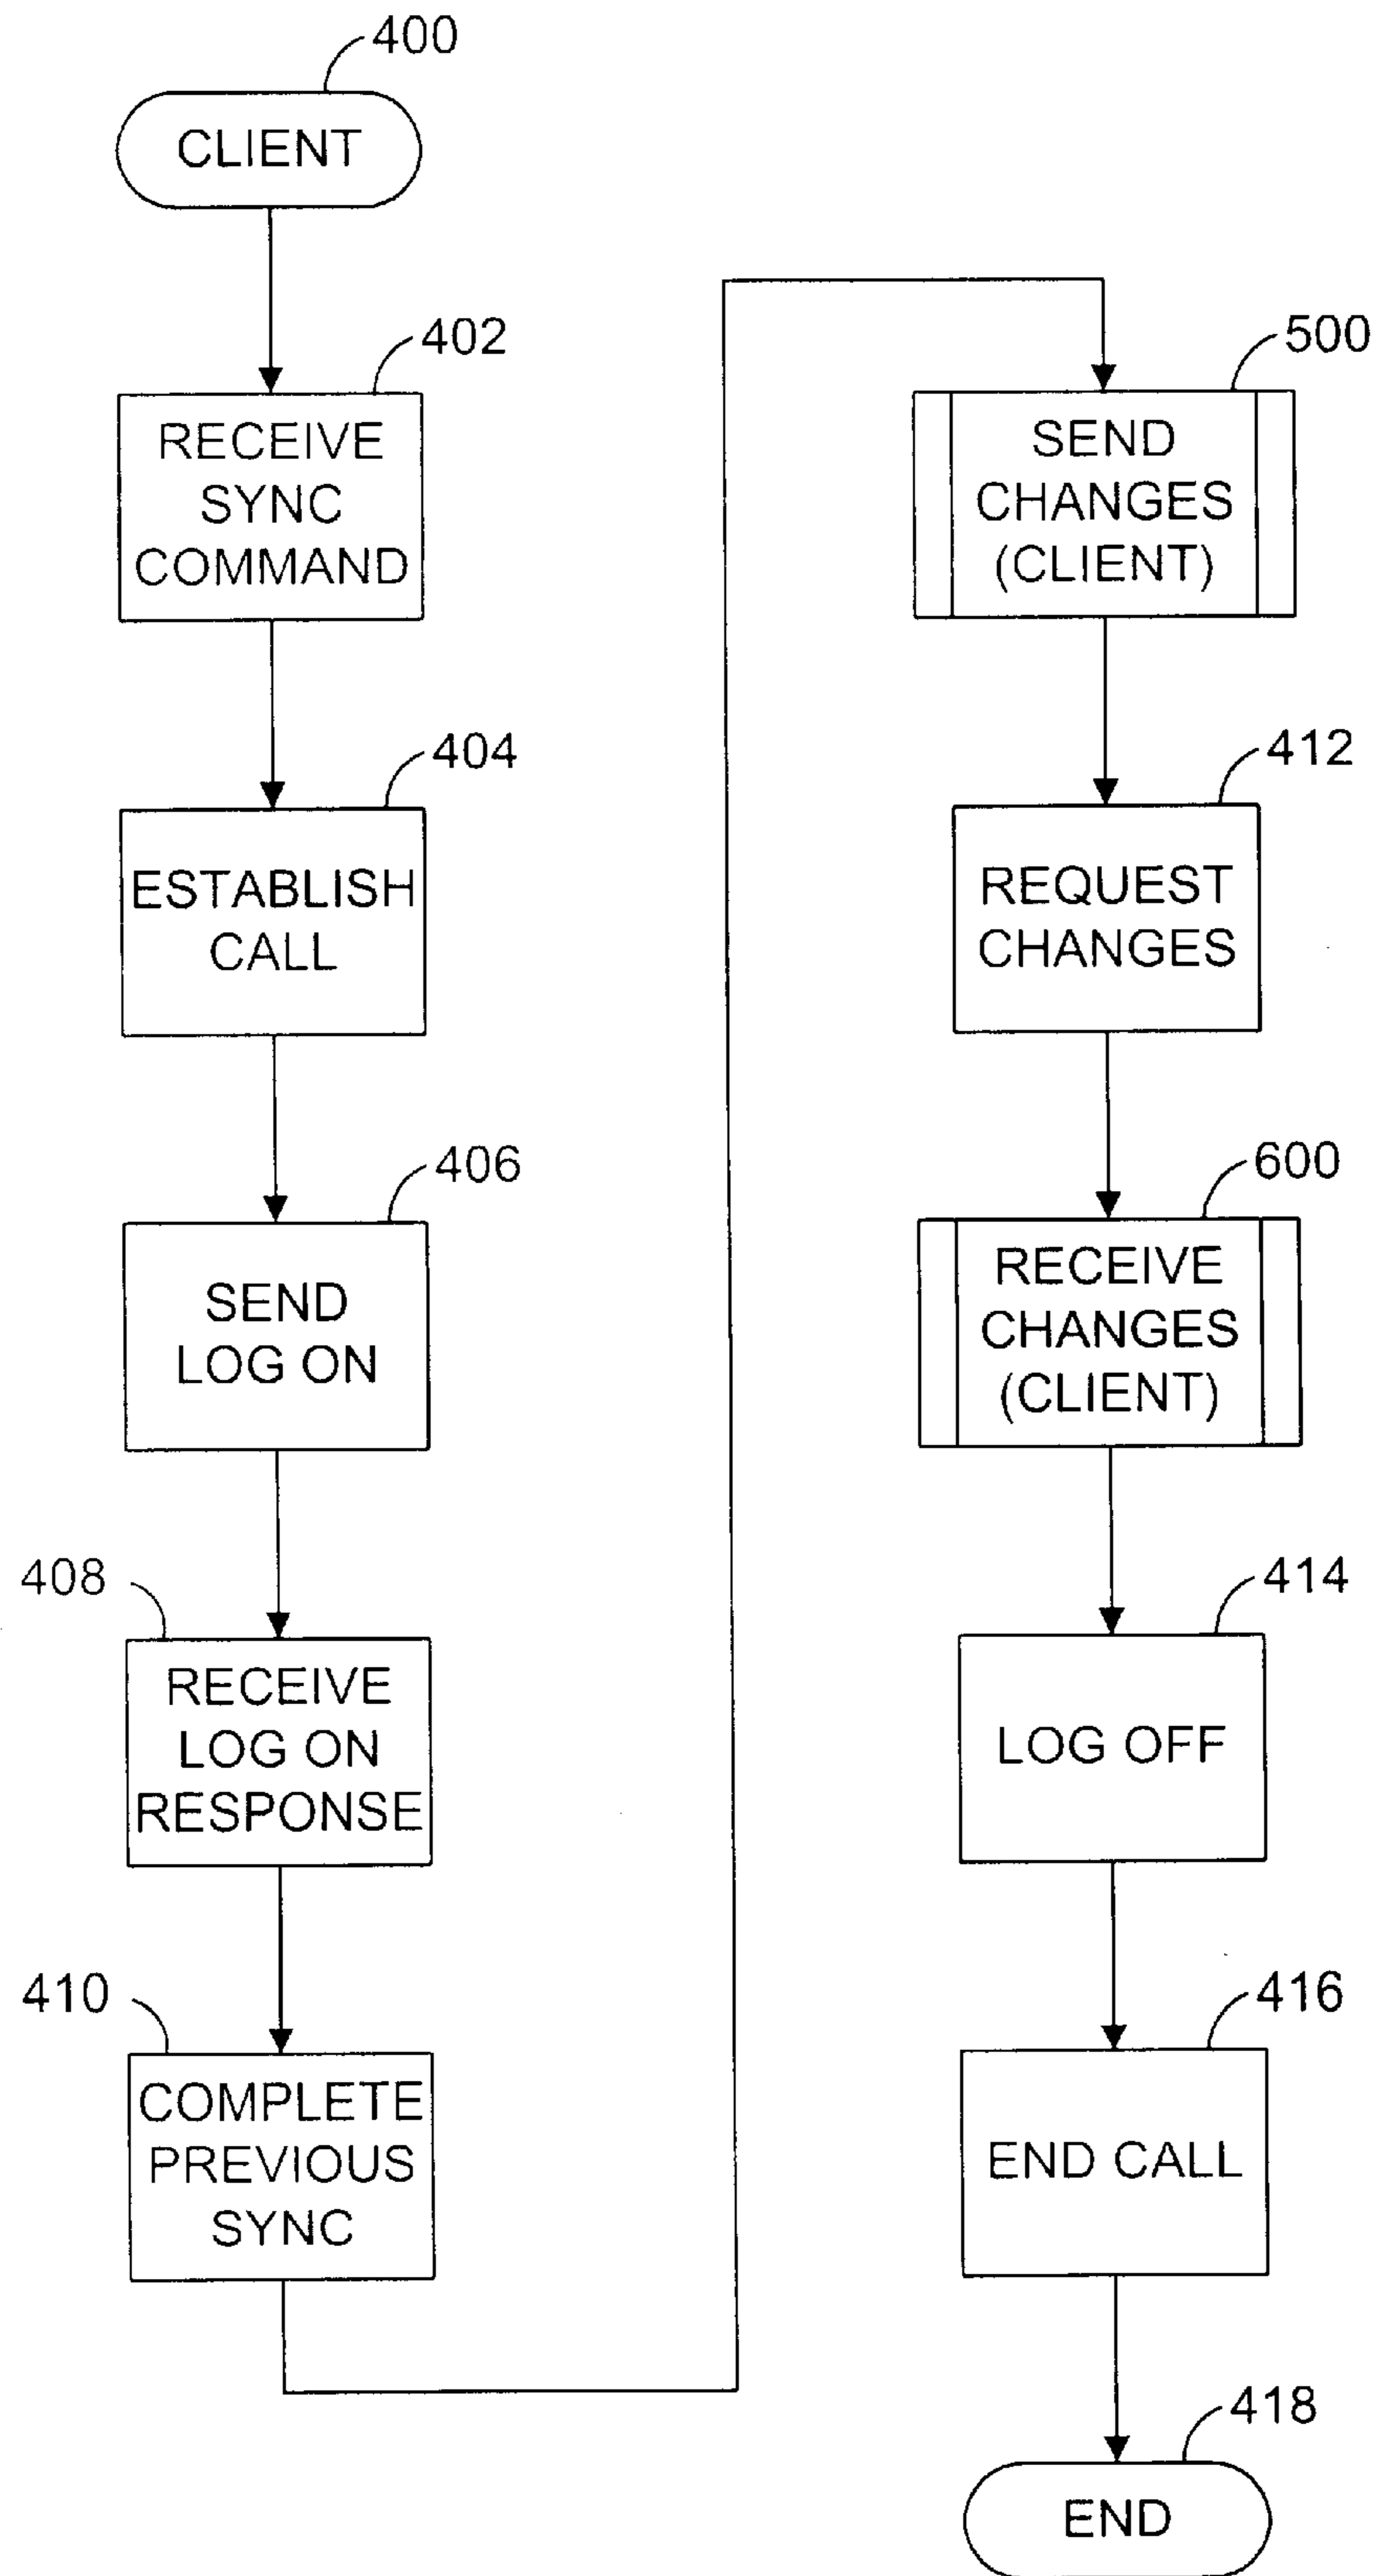 400
CLIENT
402
RECEIVE
SYNC
COMMAND
404
ESTABLISH
CALL
406
SEND
LOG ON
408
RECEIVE
LOG ON
RESPONSE
410
COMPLETE
PREVIOUS
SYNC
500
SEND
CHANGES
(CLIENT)
412
REQUEST
CHANGES
600
RECEIVE
CHANGES
(CLIENT)
414
LOG OFF
416
END CALL
418
END